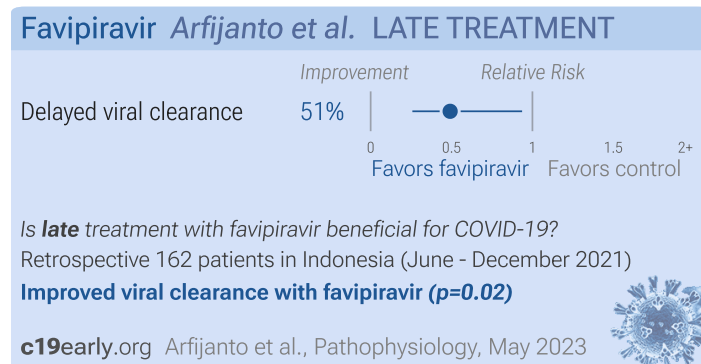 Favipiravir Arfijanto et al. LATE TREATMENT
Improvement Relative Risk
Delayed viral clearance 51%
0 0.5 1 1.5 2+
Favors favipiravir Favors control
Is late treatment with favipiravir beneficial for COVID-19?
Retrospective 162 patients in Indonesia (June - December 2021)
Improved viral clearance with favipiravir (p=0.02)
c19early.org Arfijanto et al., Pathophysiology, May 2023